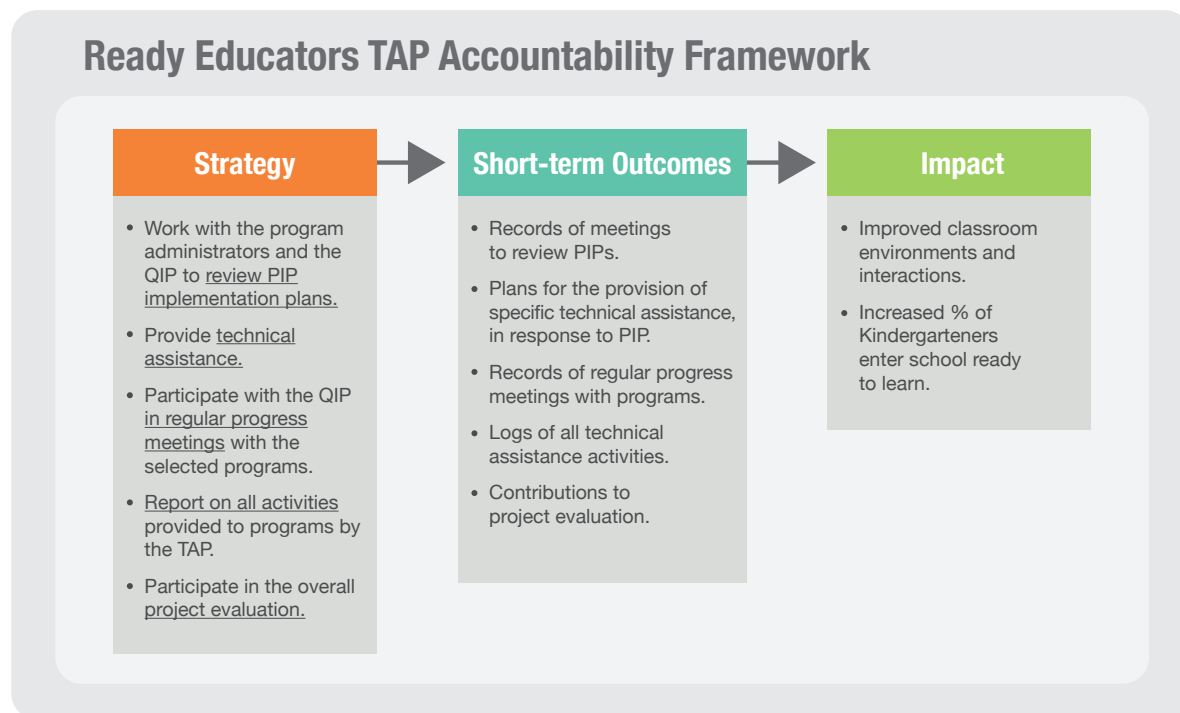 Ready Educators TAP Accountability Framework
Strategy
• Work with the program
administrators and the
QIP to review PIP
implementation plans.
• Provide technical
assistance.
• Participate with the QIP
in regular progress
meetings with the
selected programs.
• Report on all activities
provided to programs by
the TAP.
• Participate in the overall
project evaluation.
Short-term Outcomes
• Records of meetings
to review PIPs.
• Plans for the provision of
specific technical assistance,
in response to PIP.
• Records of regular progress
meetings with programs.
• Logs of all technical
assistance activities.
• Contributions to
project evaluation.
Impact
• Improved classroom
environments and
interactions.
• Increased % of
Kindergarteners
enter school ready
to learn.